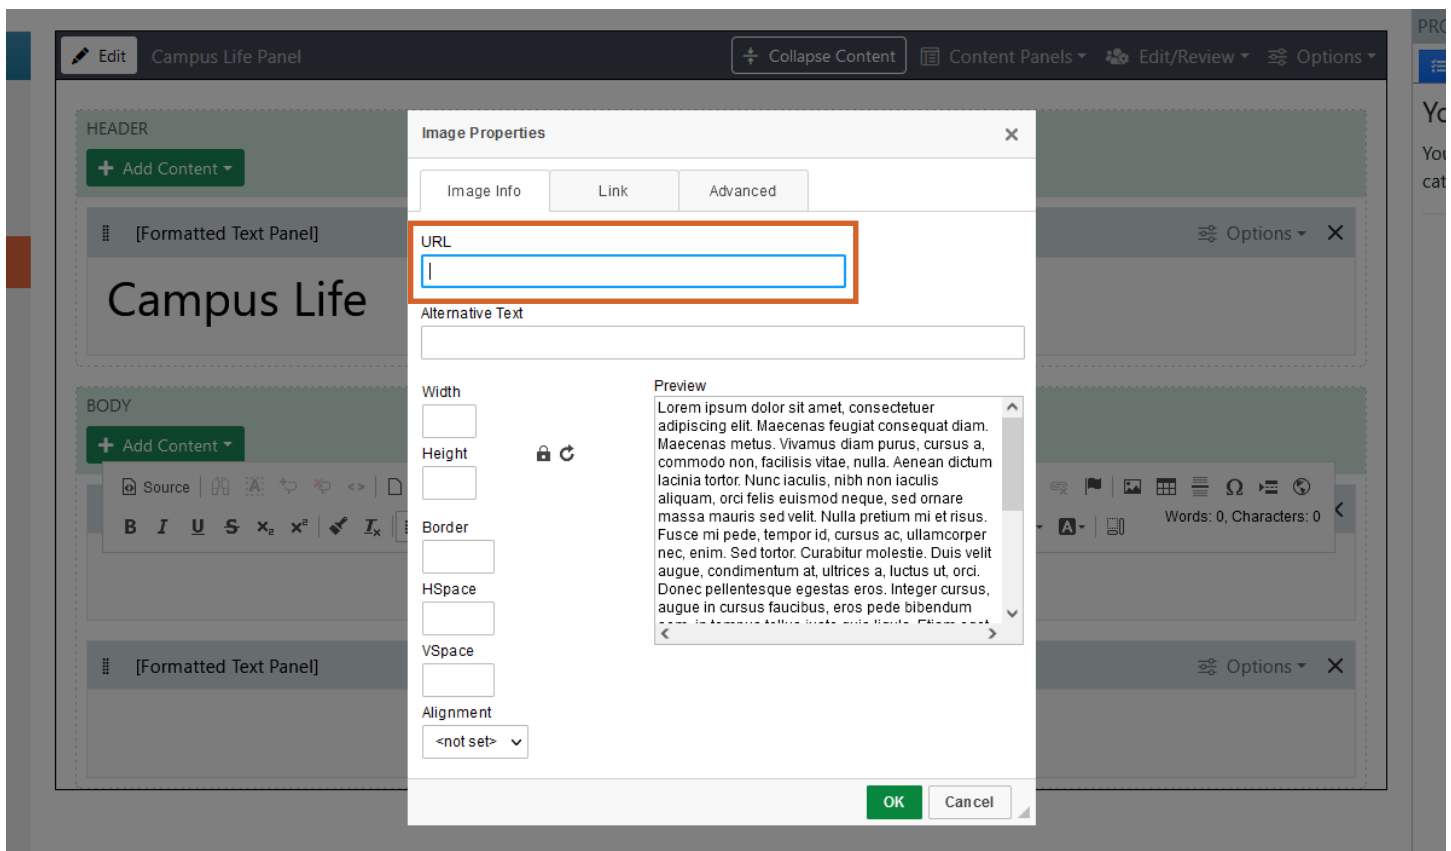 Edit
Campus Life Panel
Collapse Content
Content Panels
Edit/Review
Options
HEADER
Add Content
[Formatted Text Panel]
Options
Campus Life
BODY
Add Content
Source
B I U S x₂ x² Tx
Words: 0, Characters: 0
[Formatted Text Panel]
Options
Image Properties
Image Info
Link
Advanced
URL
Alternative Text
Width
Height
Border
HSpace
VSpace
Alignment
<not set>
Preview
Lorem ipsum dolor sit amet, consectetuer
adipiscing elit. Maecenas feugiat consequat diam.
Maecenas metus. Vivamus diam purus, cursus a,
commodo non, facilisis vitae, nulla. Aenean dictum
lacinia tortor. Nunc iaculis, nibh non iaculis
aliquam, orci felis euismod neque, sed ornare
massa mauris sed velit. Nulla pretium mi et risus.
Fusce mi pede, tempor id, cursus ac, ullamcorper
nec, enim. Sed tortor. Curabitur molestie. Duis velit
augue, condimentum at, ultrices a, luctus ut, orci.
Donec pellentesque egestas eros. Integer cursus,
augue in cursus faucibus, eros pede bibendum
OK
Cancel
PRO
Yo
You
cat